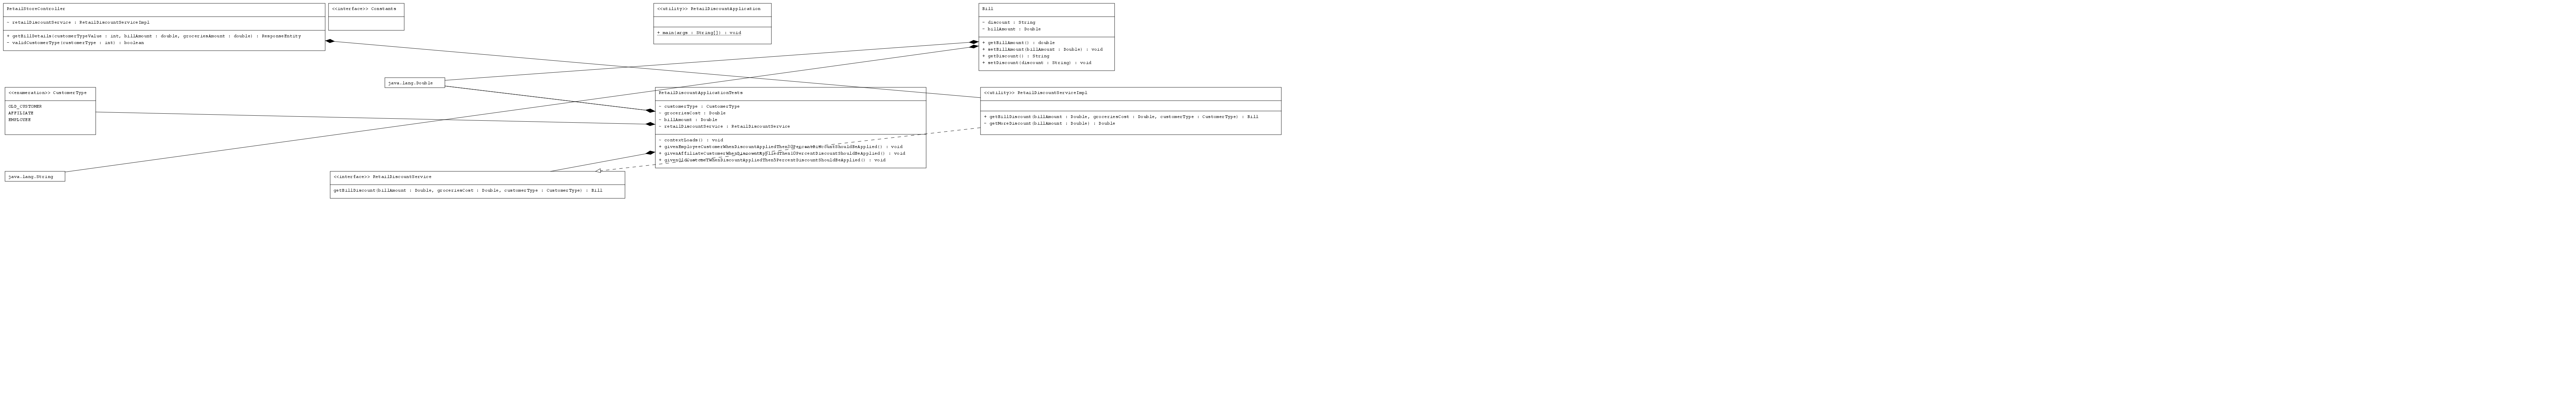 RetailStoreController
- retailDiscountService : RetailDiscountServiceImpl
+ getBillDetails(customerTypeValue : int, billAmount : double, groceriesAmount : double) : ResponseEntity
- validCustomerType(customerType : int) : boolean
<<interface>> Constants
<<utility>> RetailDiscountApplication
+ main(args : String[]) : void
Bill
- discount : String
- billAmount : Double
+ getBillAmount() : double
+ setBillAmount(billAmount : Double) : void
+ getDiscount() : String
+ setDiscount(discount : String) : void
java.lang.Double
<<enumeration>> CustomerType
OLD_CUSTOMER
AFFILIATE
EMPLOYEE
RetailDiscountApplicationTests
- customerType : CustomerType
- groceriesCost : Double
- billAmount : Double
- retailDiscountService : RetailDiscountService
~ contextLoads() : void
: void
+ givenAffiliateCustomerWhenDiscountAppliedThen10PercentDiscountShouldBeApplied() : void
+ givenOldCustomerWhenDiscountAppliedThen5PercentDiscountShouldBeApplied() : void
<<utility>> RetailDiscountServiceImpl
+ getBillDiscount(billAmount : Double, groceriesCost : Double, customerType : CustomerType) : Bill
- getMoreDiscount(billAmount : Double) : Double
java.lang.String
<<interface>> RetailDiscountService
getBillDiscount(billAmount : Double, groceriesCost : Double, customerType : CustomerType) : Bill